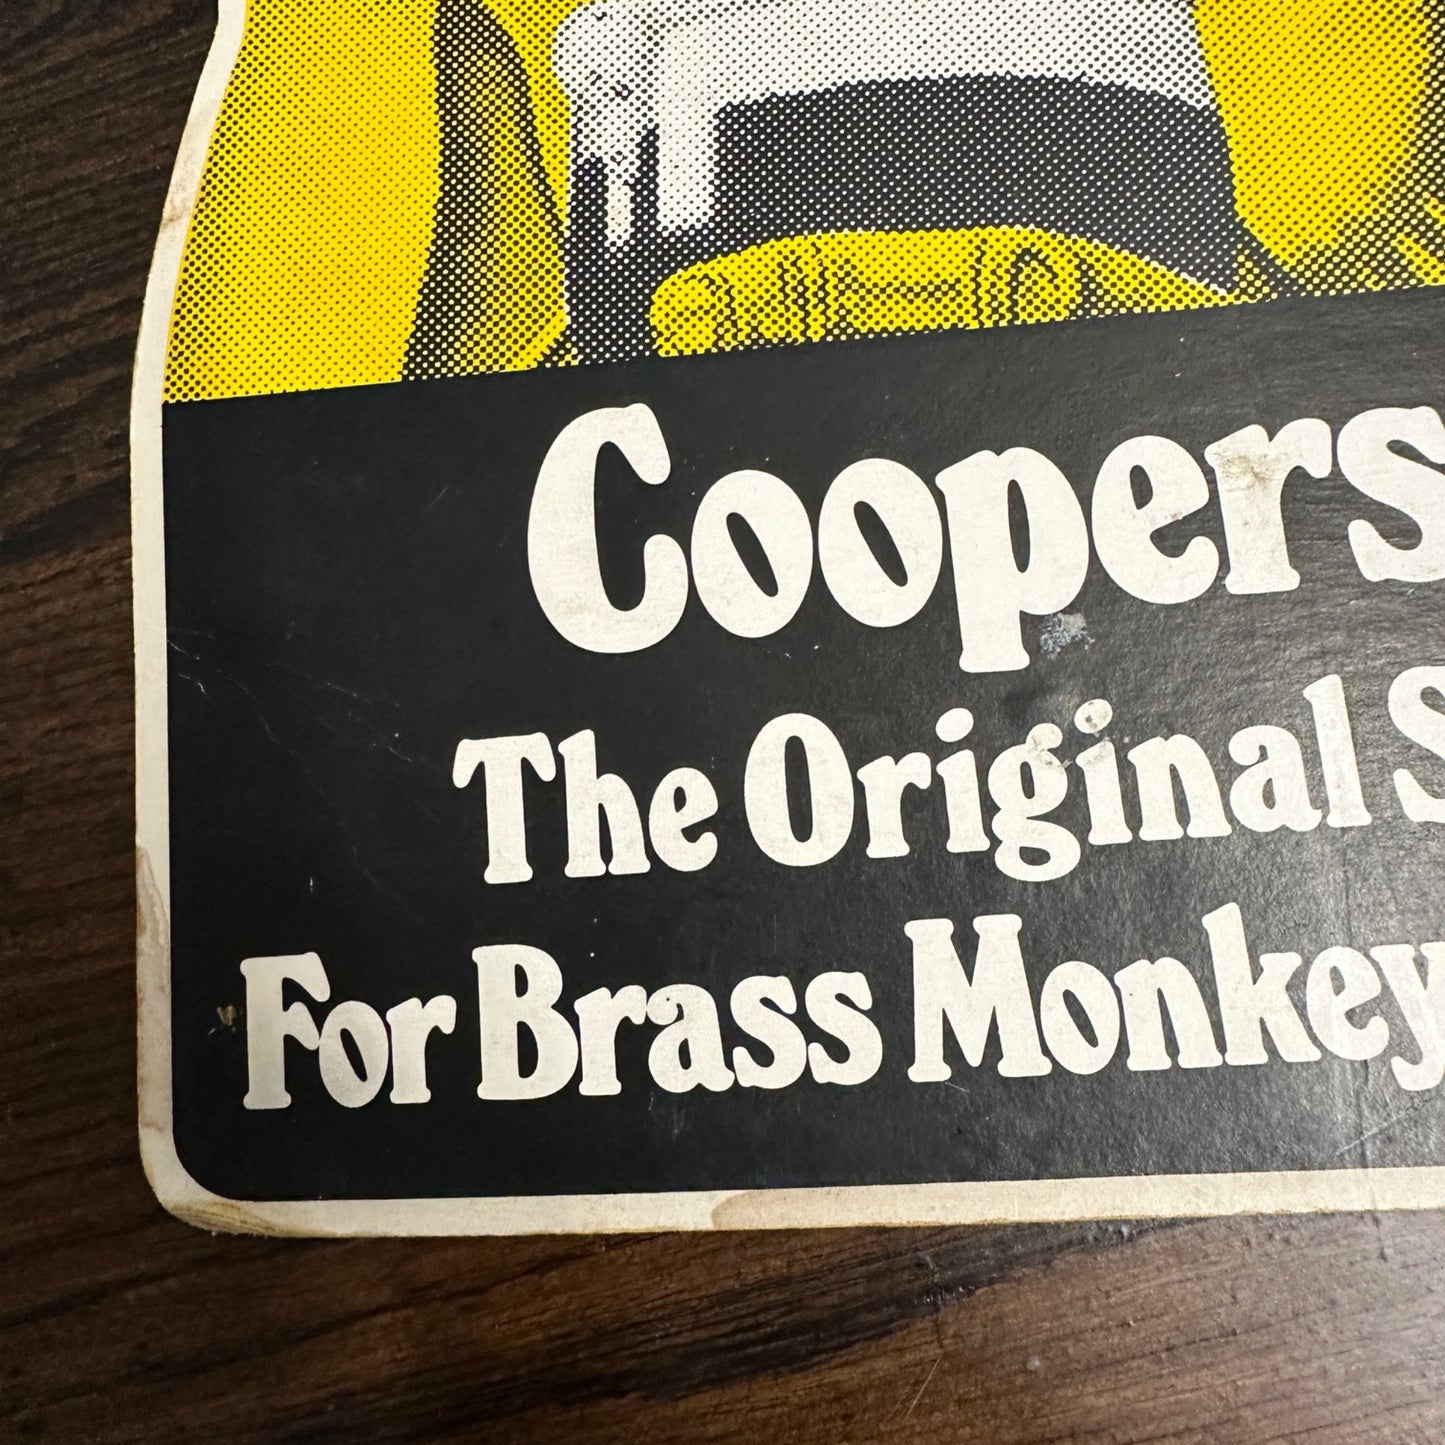 Coopers
The Original S
For Brass Monkey